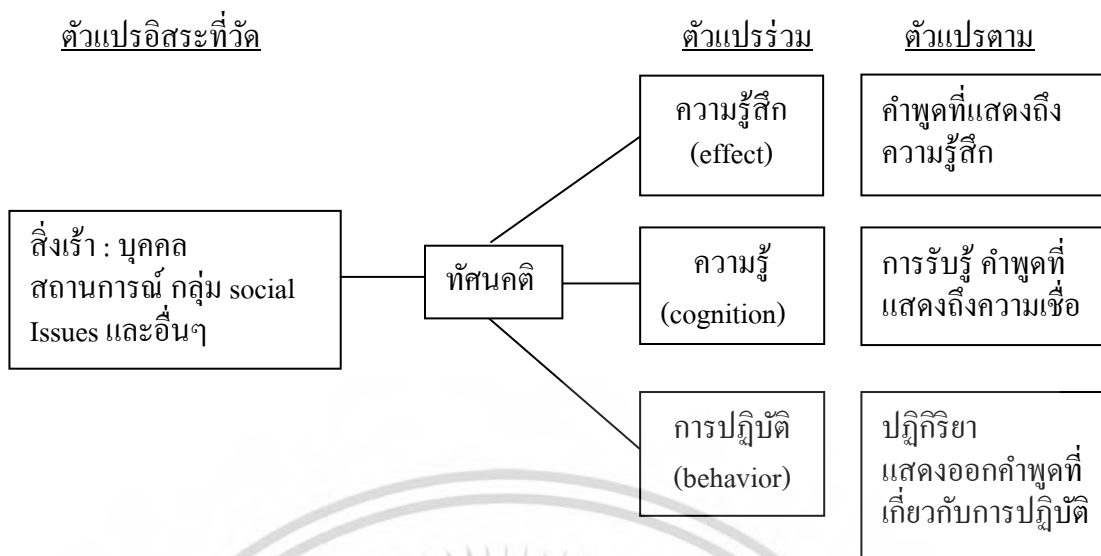 ตัวแปรอิสระที่วัด
ตัวแปรร่วม
ตัวแปรตาม
ความรู้สึก
(effect)
คำพูดที่แสดงถึง
ความรู้สึก
สิ่งเร้า : บุคคล
สถานการณ์ กลุ่ม social
Issues และอื่นๆ
ทัศนคติ
ความรู้
(cognition)
การรับรู้ คำพูดที่
แสดงถึงความเชื่อ
การปฏิบัติ
(behavior)
ปฏิกิริยา
แสดงออกคำพูดที่
เกี่ยวกับการปฏิบัติ